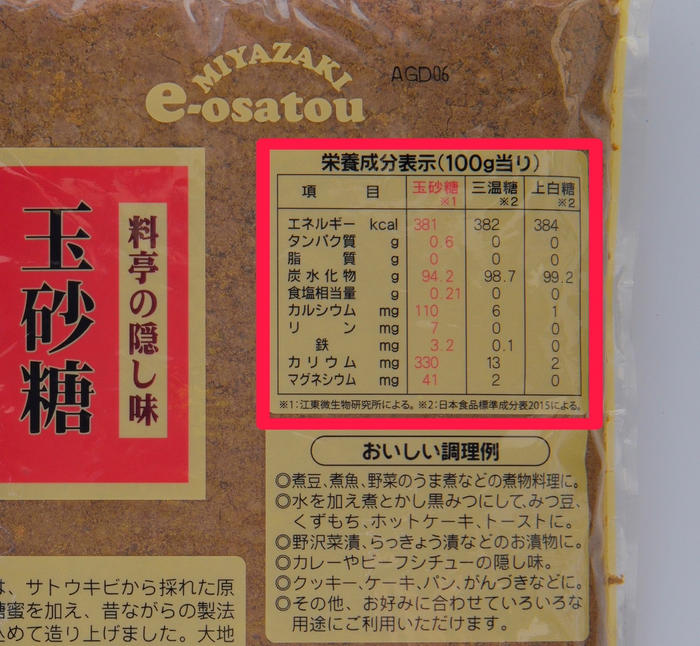 MIYAZAKI
e-osatou
AGD06
玉砂糖
料亭の隠し味
栄養成分表示(100g当り)
項 目 玉砂糖※1 三温糖※2 上白糖※2
エネルギー kcal 381 382 384
タンパク質 g 0.6 0 0
脂質 g 0 0 0
炭水化物 g 94.2 98.7 99.2
食塩相当量 g 0.21 0 0
カルシウム mg 110 6 1
リン mg 7 0 0
鉄 mg 3.2 0.1 0
カリウム mg 330 13 2
マグネシウム mg 41 2 0
※1:江東微生物研究所による。※2:日本食品標準成分表2015による。
おいしい調理例
◎煮豆、煮魚、野菜のうま煮などの煮物料理に。
◎水を加え煮とかし黒みつにして、みつ豆、
くずもち、ホットケーキ、トーストに。
◎野沢菜漬、らっきょう漬などのお漬物に。
◎カレーやビーフシチューの隠し味。
◎クッキー、ケーキ、パン、がんづきなどに。
◎その他、お好みに合わせていろいろな
用途にご利用いただけます。
は、サトウキビから採れた原
糖蜜を加え、昔ながらの製法
込めて造り上げました。大地